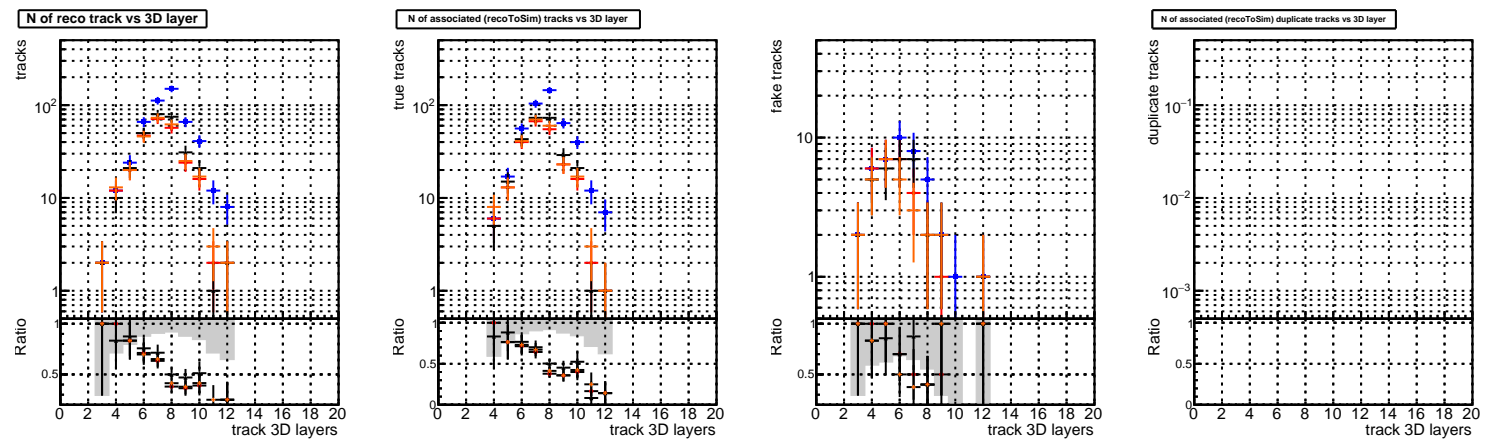 N of reco track vs 3D layer
tracks
10²
10
1
Ratio
1
0.5
0 2 4 6 8 10 12 14 16 18 20
track 3D layers
N of associated (recoToSim) tracks vs 3D layer
true tracks
10²
10
1
Ratio
1
0.5
0
0 2 4 6 8 10 12 14 16 18 20
track 3D layers
fake tracks
10
1
Ratio
1
0.5
0 2 4 6 8 10 12 14 16 18 20
track 3D layers
N of associated (recoToSim) duplicate tracks vs 3D layer
duplicate tracks
10⁻¹
10⁻²
10⁻³
Ratio
1
0.5
0
0 2 4 6 8 10 12 14 16 18 20
track 3D layers